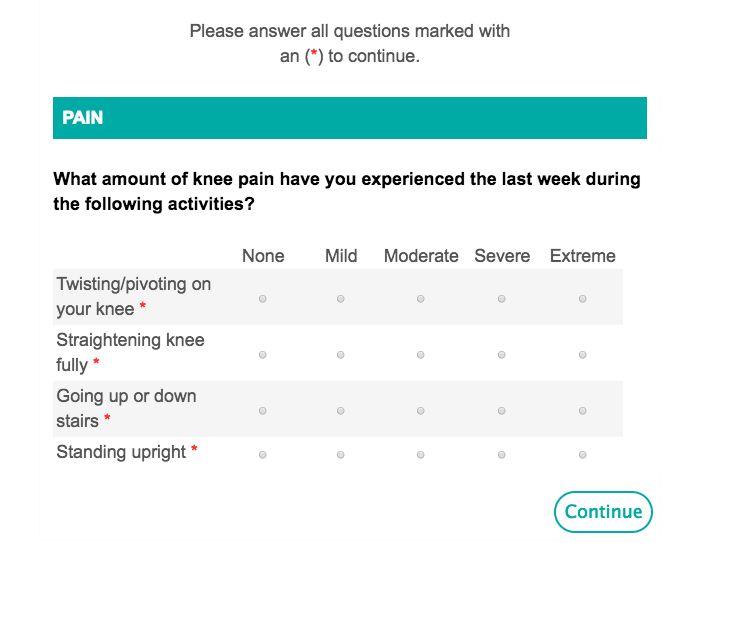 Please answer all questions marked with
an (*) to continue.
PAIN
What amount of knee pain have you experienced the last week during
the following activities?
None Mild Moderate Severe Extreme
Twisting/pivoting on
your knee *
Straightening knee
fully *
Going up or down
stairs *
Standing upright *
Continue